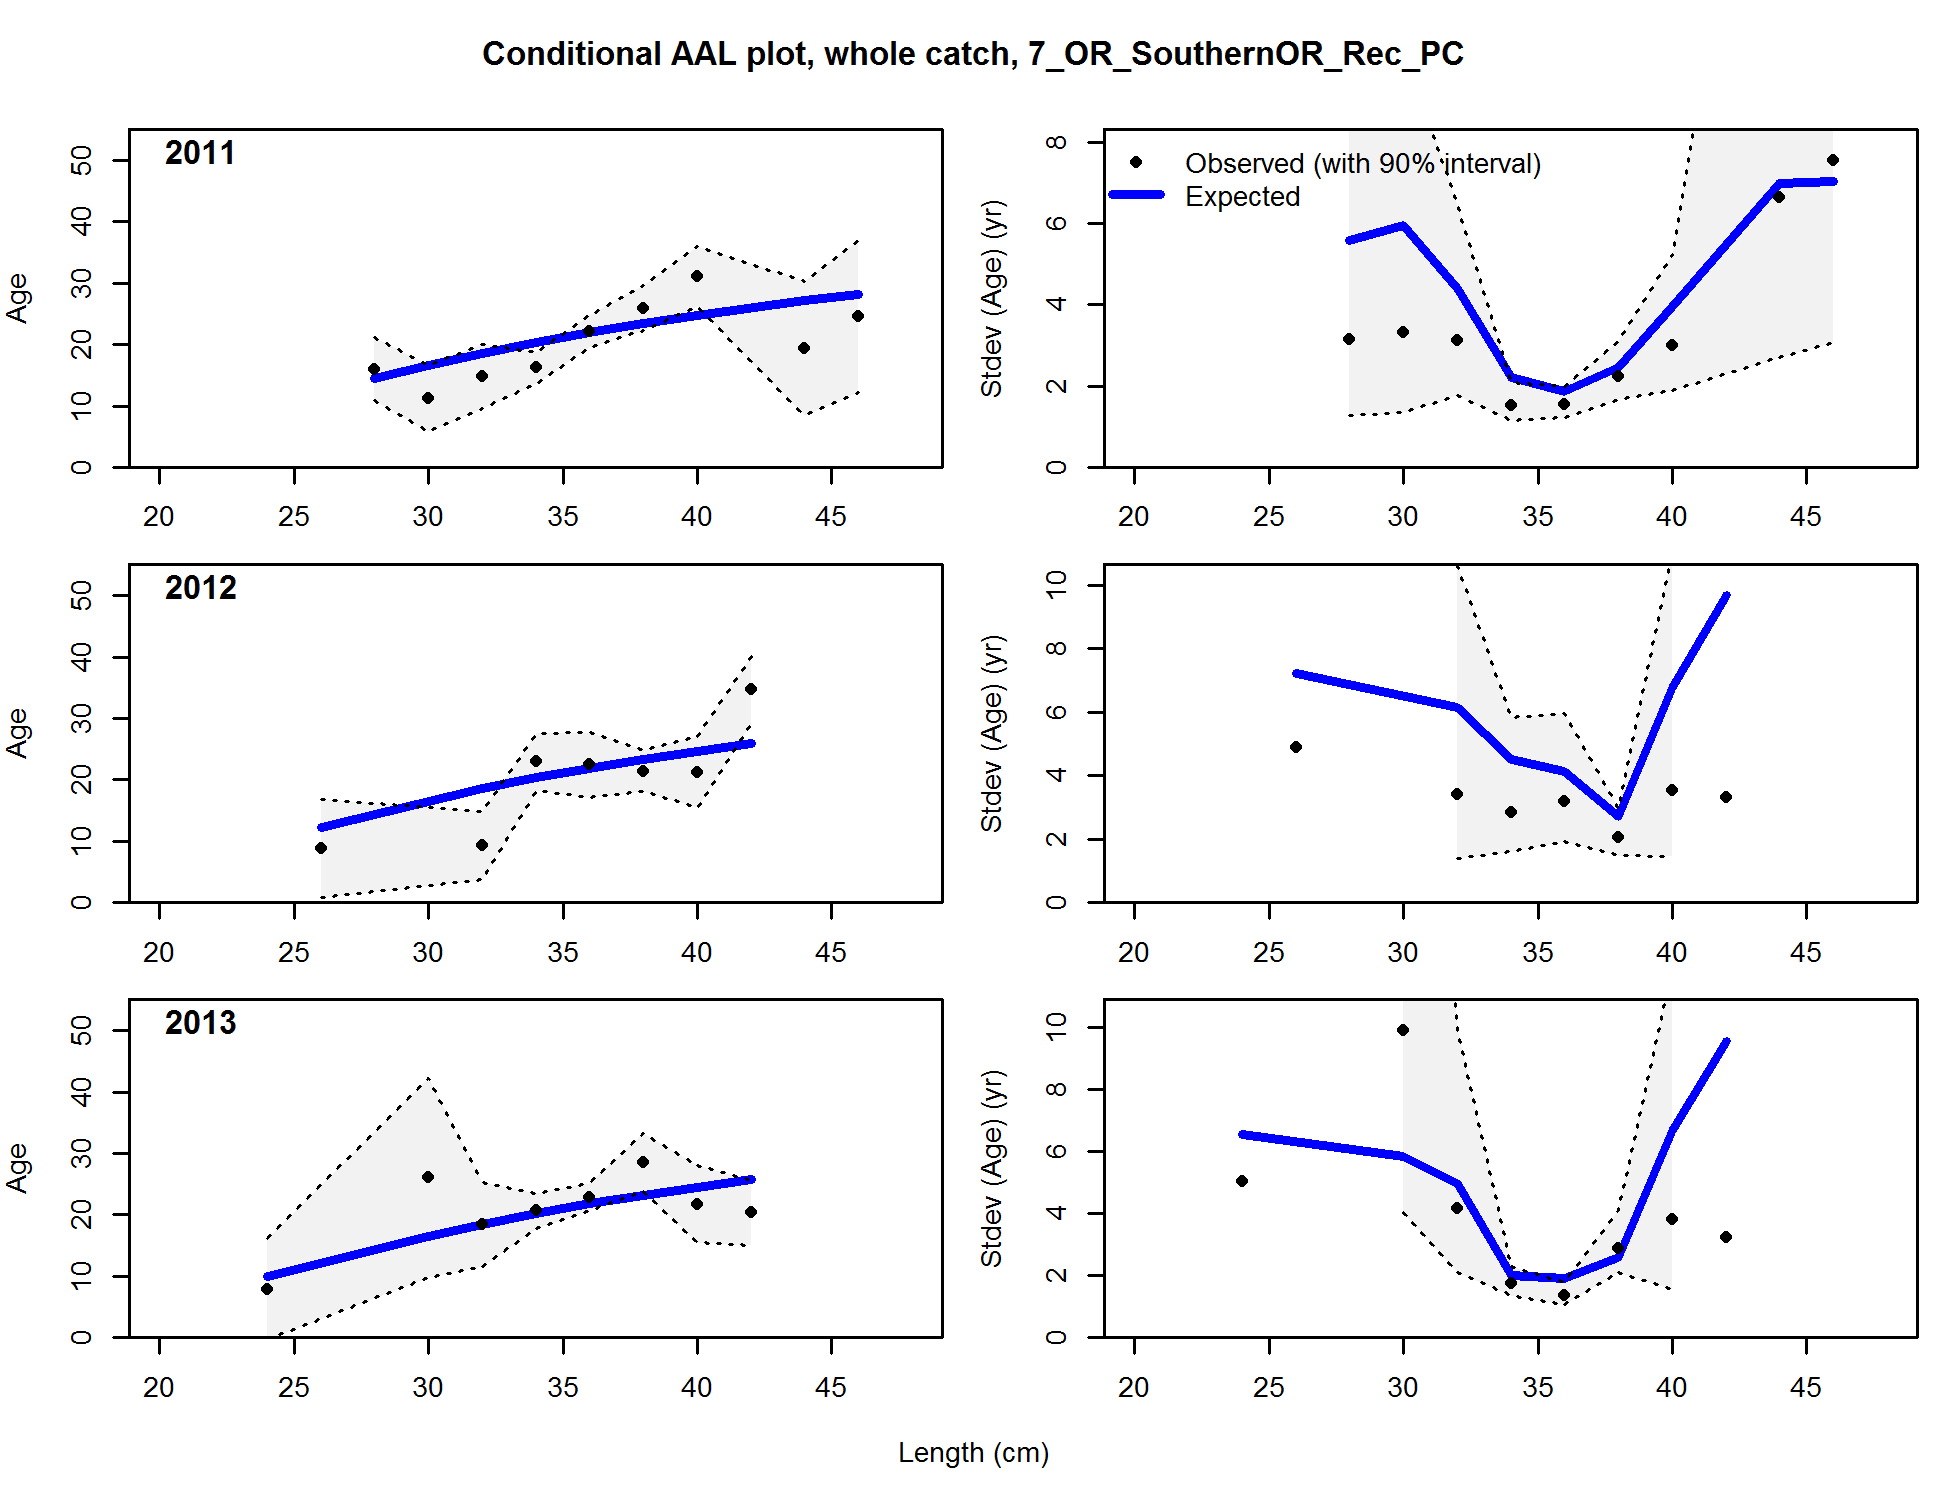 Conditional AAL plot, whole catch, 7_OR_SouthernOR_Rec_PC
2011
Age
0 10 20 30 40 50
20 25 30 35 40 45
Observed (with 90% interval)
Expected
Stdev (Age) (yr)
0 2 4 6 8
20 25 30 35 40 45
2012
Age
0 10 20 30 40 50
20 25 30 35 40 45
Stdev (Age) (yr)
0 2 4 6 8 10
20 25 30 35 40 45
2013
Age
0 10 20 30 40 50
20 25 30 35 40 45
Stdev (Age) (yr)
0 2 4 6 8 10
20 25 30 35 40 45
Length (cm)